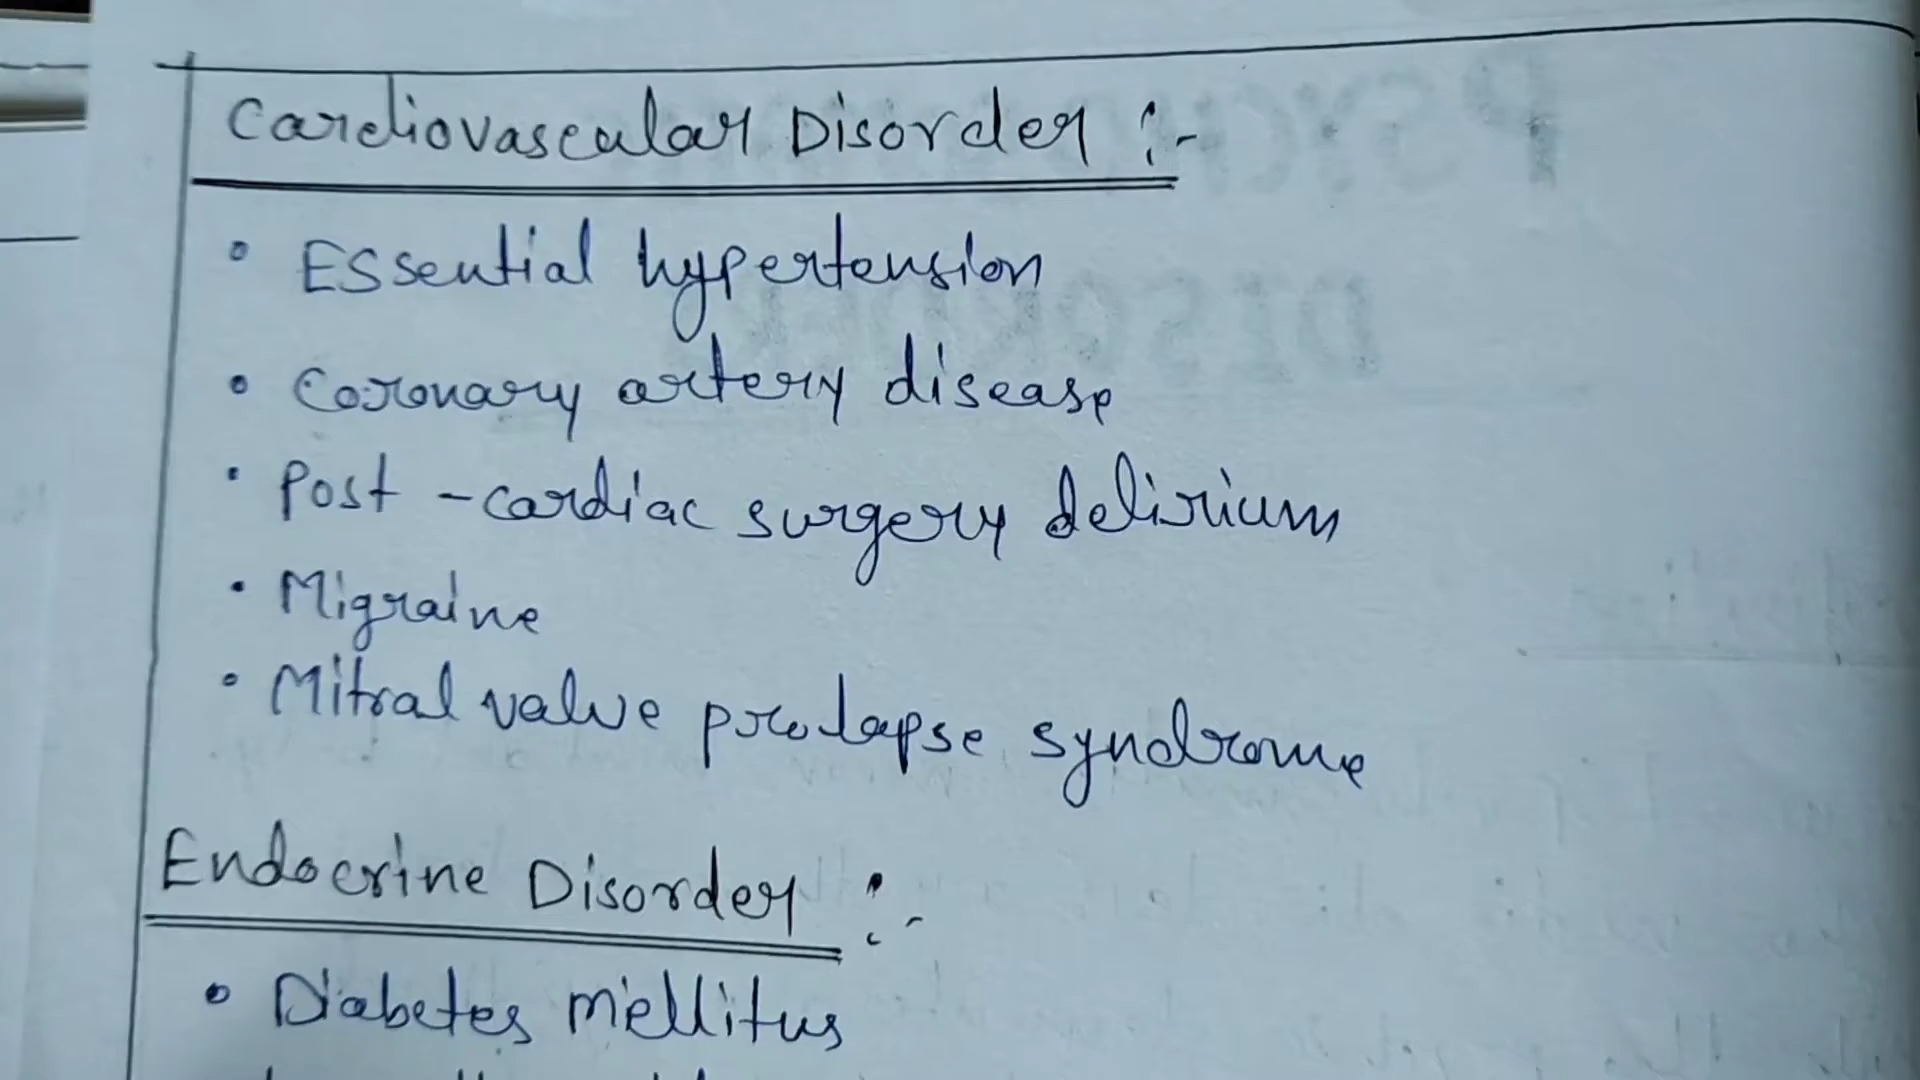 Cardiovascular Disorder :-
• Essential hypertension
• Coronary artery disease
• Post - cardiac surgery delirium
• Migraine
• Mitral valve prolapse syndrome
Endocrine Disorder :-
• Diabetes mellitus